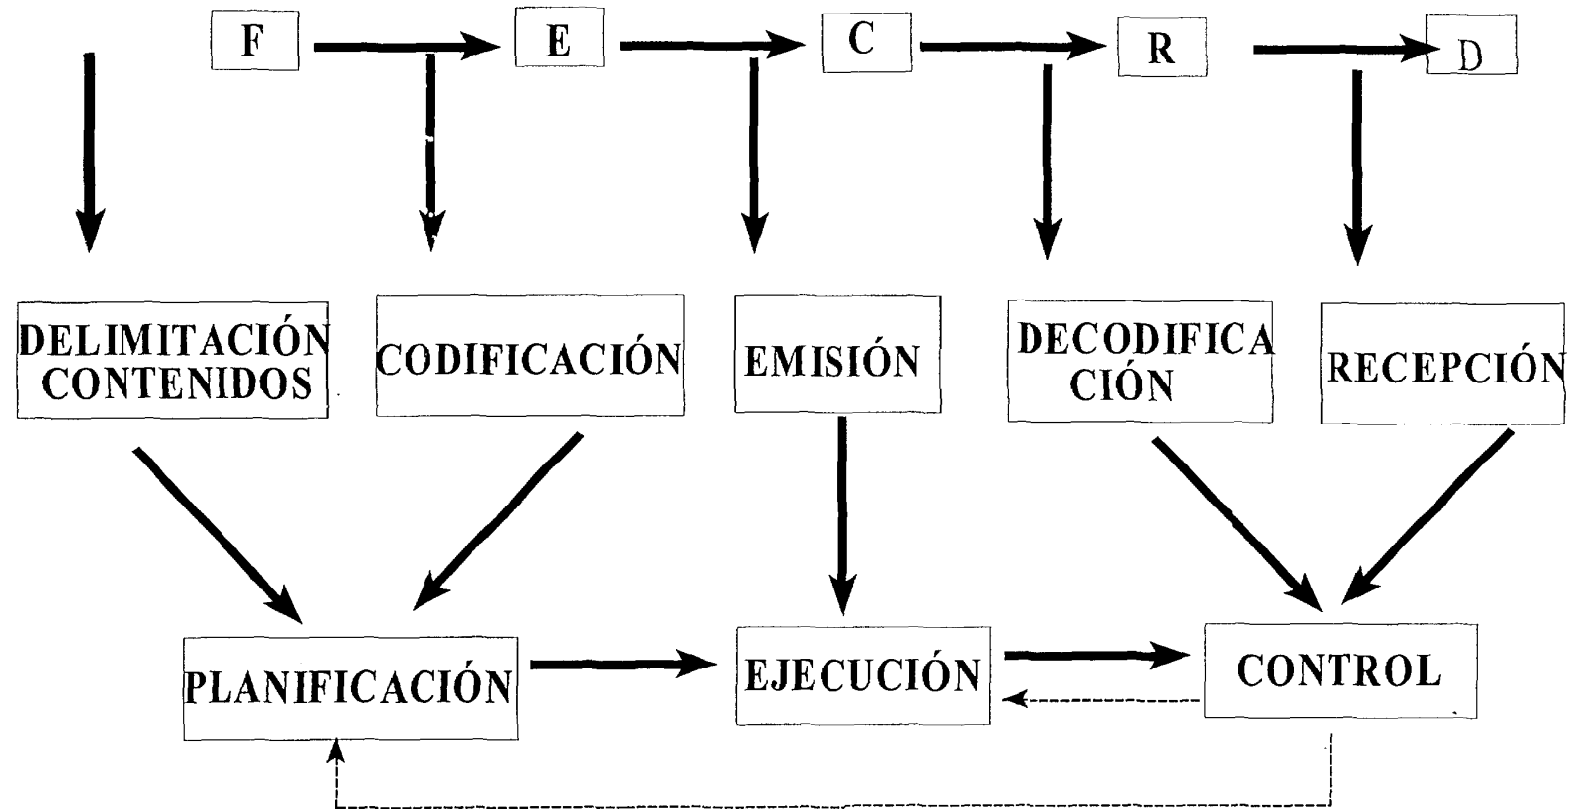 F
E
C
R
D
DELIMITACIÓN
CONTENIDOS
CODIFICACIÓN
EMISIÓN
DECODIFICA
CIÓN
RECEPCIÓN
PLANIFICACIÓN
EJECUCIÓN
CONTROL